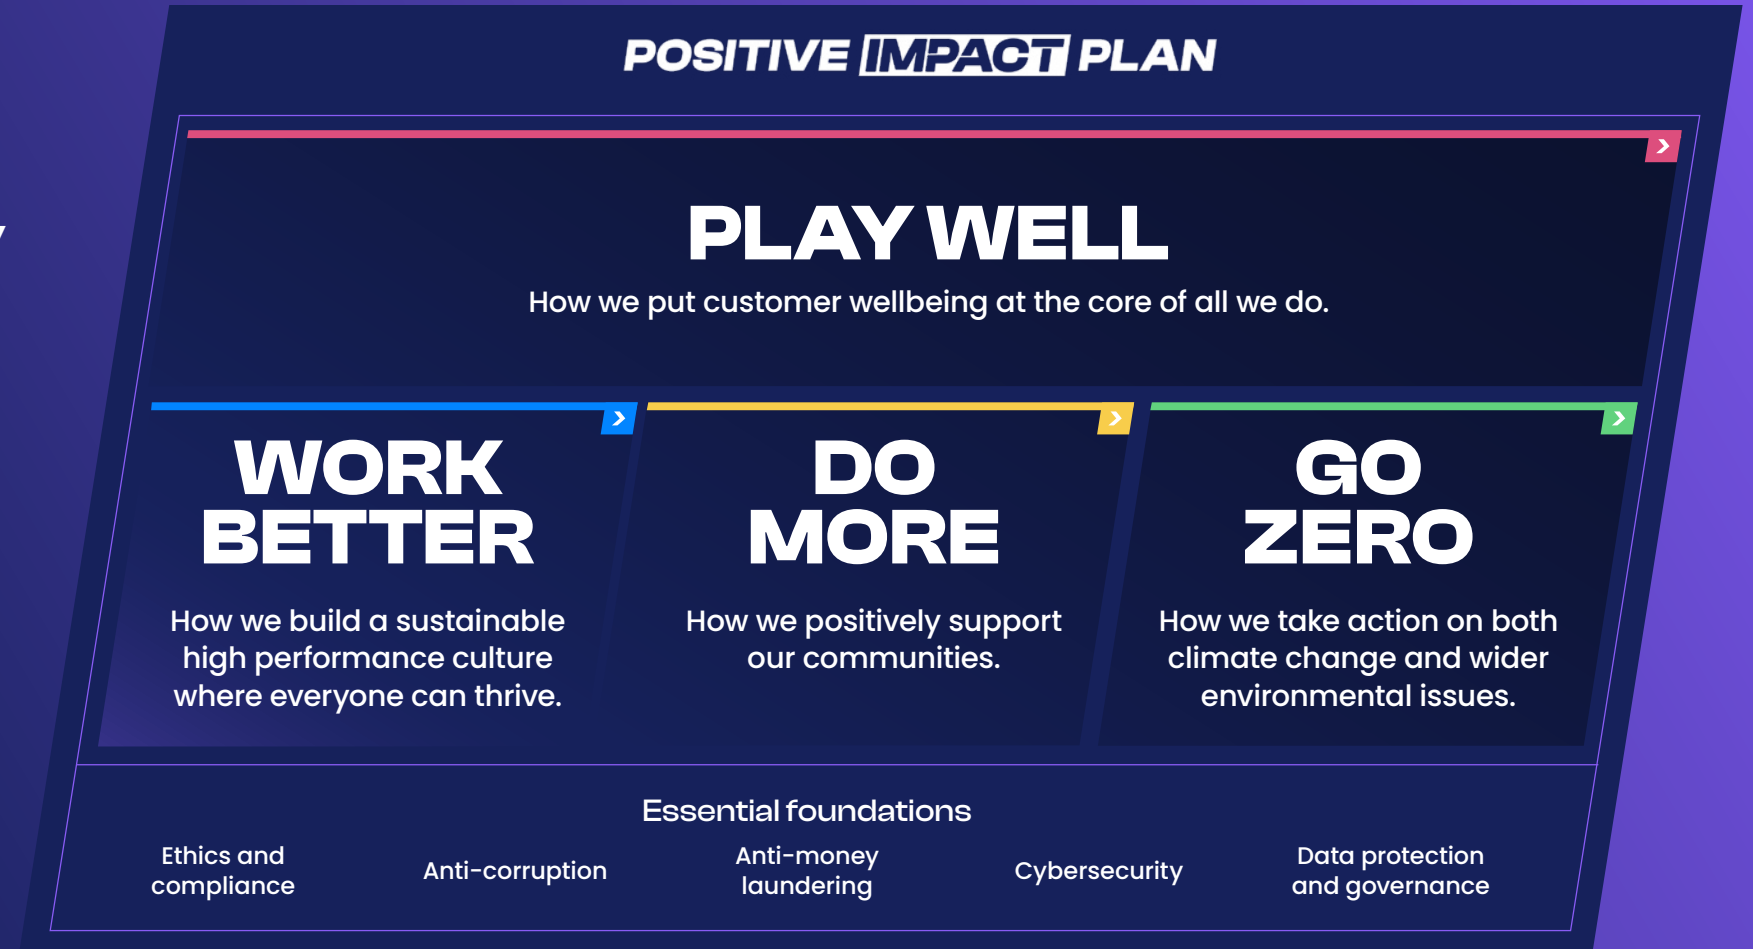 POSITIVE IMPACT PLAN
PLAY WELL
How we put customer wellbeing at the core of all we do.
WORK
BETTER
How we build a sustainable
high performance culture
where everyone can thrive.
DO
MORE
How we positively support
our communities.
GO
ZERO
How we take action on both
climate change and wider
environmental issues.
Essential foundations
Ethics and
compliance
Anti-corruption
Anti-money
laundering
Cybersecurity
Data protection
and governance